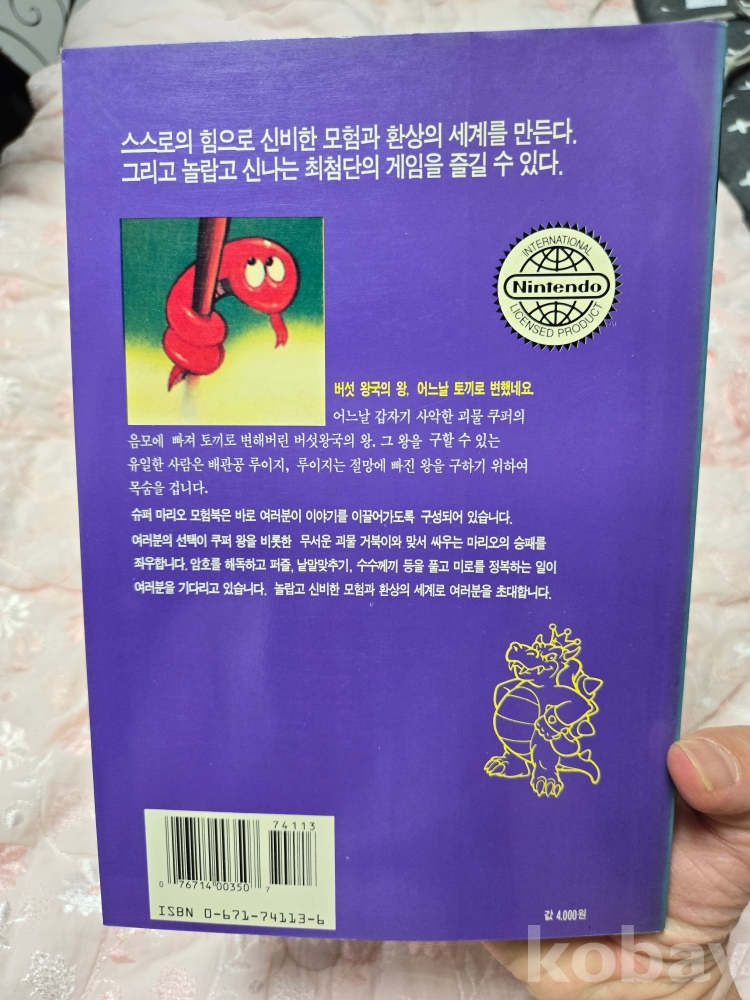 스스로의 힘으로 신비한 모험과 환상의 세계를 만든다.
그리고 놀랍고 신나는 최첨단의 게임을 즐길 수 있다.
INTERNATIONAL
Nintendo
LICENSED PRODUCT
버섯 왕국의 왕, 어느날 토끼로 변했네요.
어느날 갑자기 사악한 괴물 쿠퍼의
음모에 빠져 토끼로 변해버린 버섯왕국의 왕. 그 왕을 구할 수 있는
유일한 사람은 배관공 루이지, 루이지는 절망에 빠진 왕을 구하기 위하여
목숨을 겁니다.
슈퍼 마리오 모험북은 바로 여러분이 이야기를 이끌어가도록 구성되어 있습니다.
여러분의 선택이 쿠퍼 왕을 비롯한 무서운 괴물 거북이와 맞서 싸우는 마리오의 승패를
좌우합니다. 암호를 해독하고 퍼즐, 낱말맞추기, 수수께끼 등을 풀고 미로를 정복하는 일이
여러분을 기다리고 있습니다. 놀랍고 신비한 모험과 환상의 세계로 여러분을 초대합니다.
74113
0 76714 00350 7
ISBN 0-671-74113-6
값 4,000원
kobay